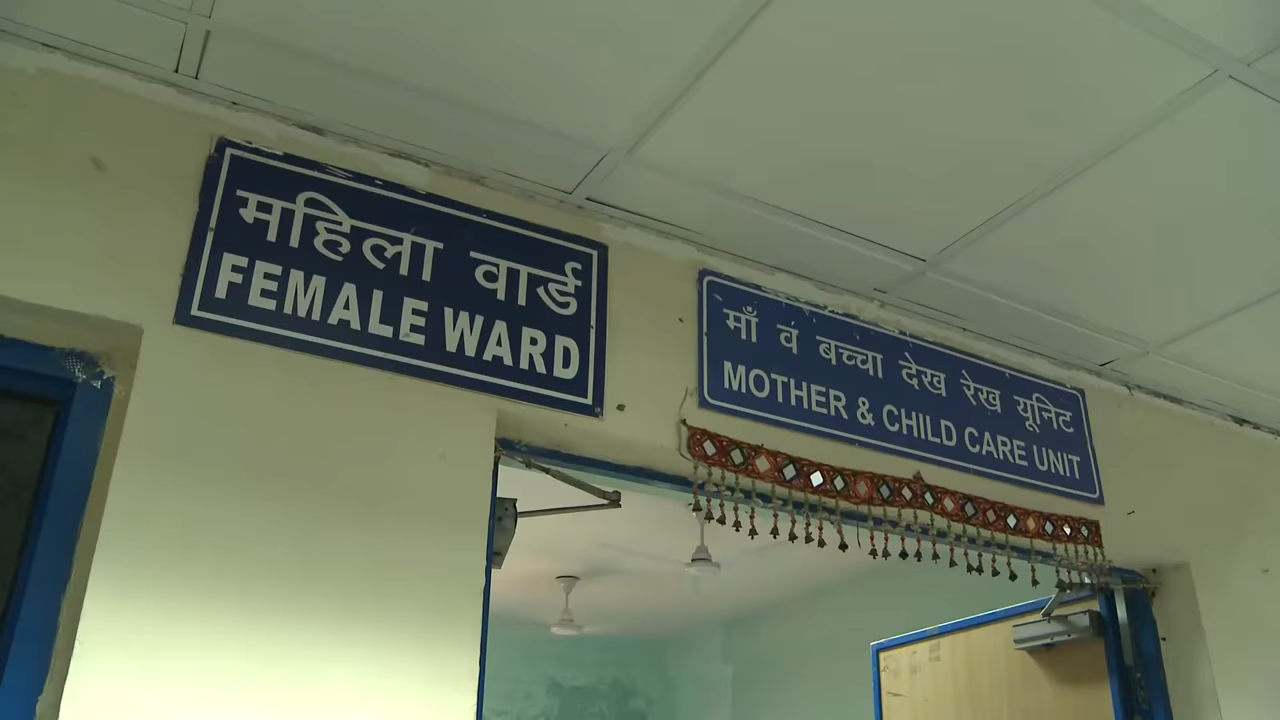 महिला वार्ड
FEMALE WARD
माँ व बच्चा देख रेख यूनिट
MOTHER & CHILD CARE UNIT